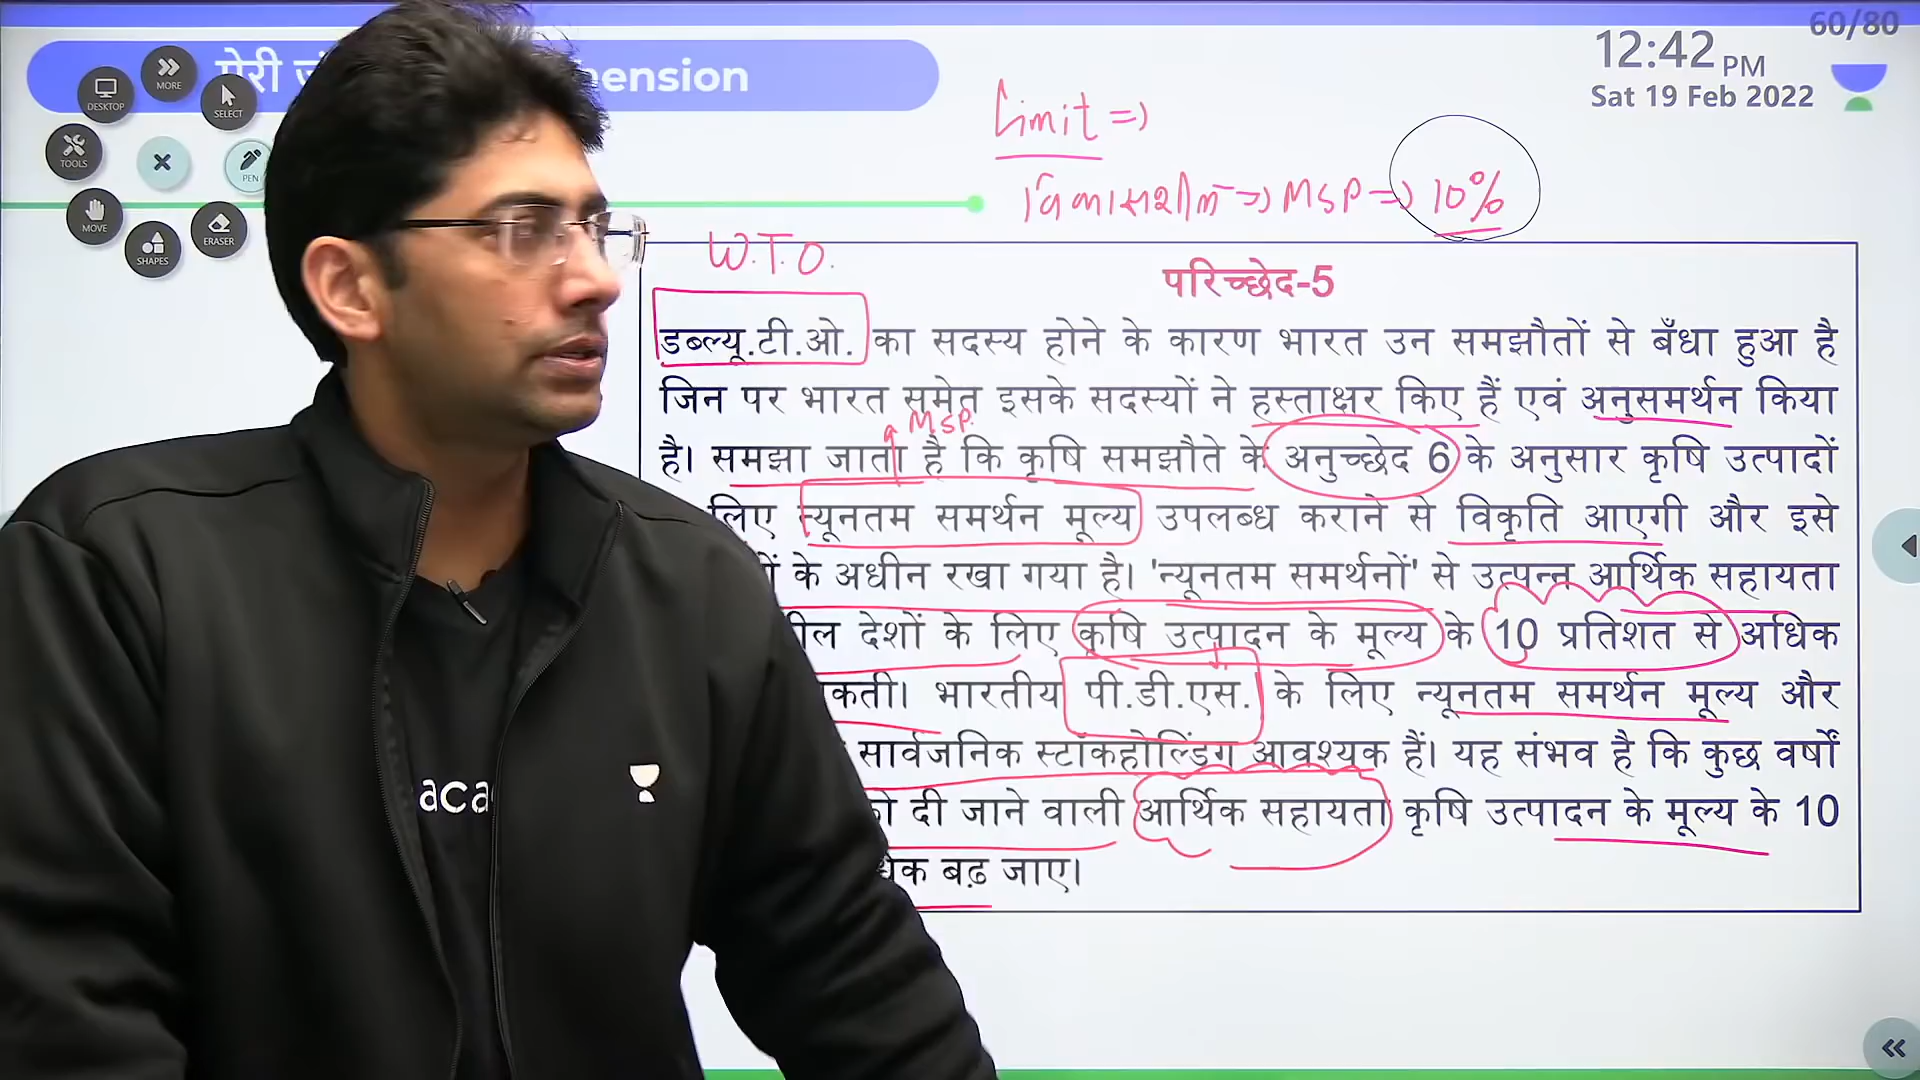 60/80
12:42 PM
Sat 19 Feb 2022
मेरी hension
MORE
DESKTOP
SELECT
TOOLS
PEN
MOVE
ERASER
SHAPES
Limit =>
विकासशील => MSP => 10%
W.T.O.
परिच्छेद-5
डब्ल्यू.टी.ओ. का सदस्य होने के कारण भारत उन समझौतों से बँधा हुआ है
जिन पर भारत समेत इसके सदस्यों ने हस्ताक्षर किए हैं एवं अनुसमर्थन किया
MSP
है। समझा जाता है कि कृषि समझौते के अनुच्छेद 6 के अनुसार कृषि उत्पादों
लिए न्यूनतम समर्थन मूल्य उपलब्ध कराने से विकृति आएगी और इसे
के अधीन रखा गया है। 'न्यूनतम समर्थनों' से उत्पन्न आर्थिक सहायता
देशों के लिए कृषि उत्पादन के मूल्य के 10 प्रतिशत से अधिक
भारतीय पी.डी.एस. के लिए न्यूनतम समर्थन मूल्य और
सार्वजनिक स्टॉकहोल्डिंग आवश्यक हैं। यह संभव है कि कुछ वर्षों
दी जाने वाली आर्थिक सहायता कृषि उत्पादन के मूल्य के 10
बढ़ जाए।
aca